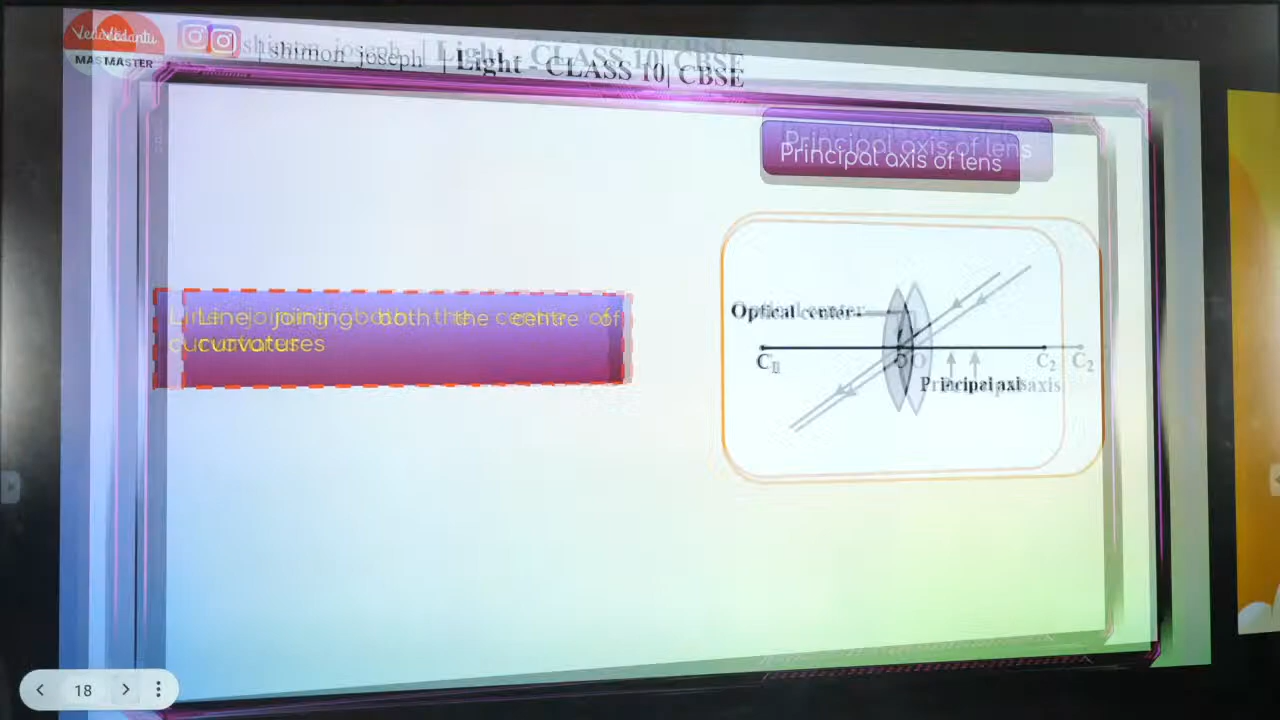 Vedantu
MASTER
shimon joseph | Light - CLASS 10| CBSE
Principal axis of lens
Line joining both the centre of
curvatures
Optical center
C₁
O
C₂
Principal axis
18